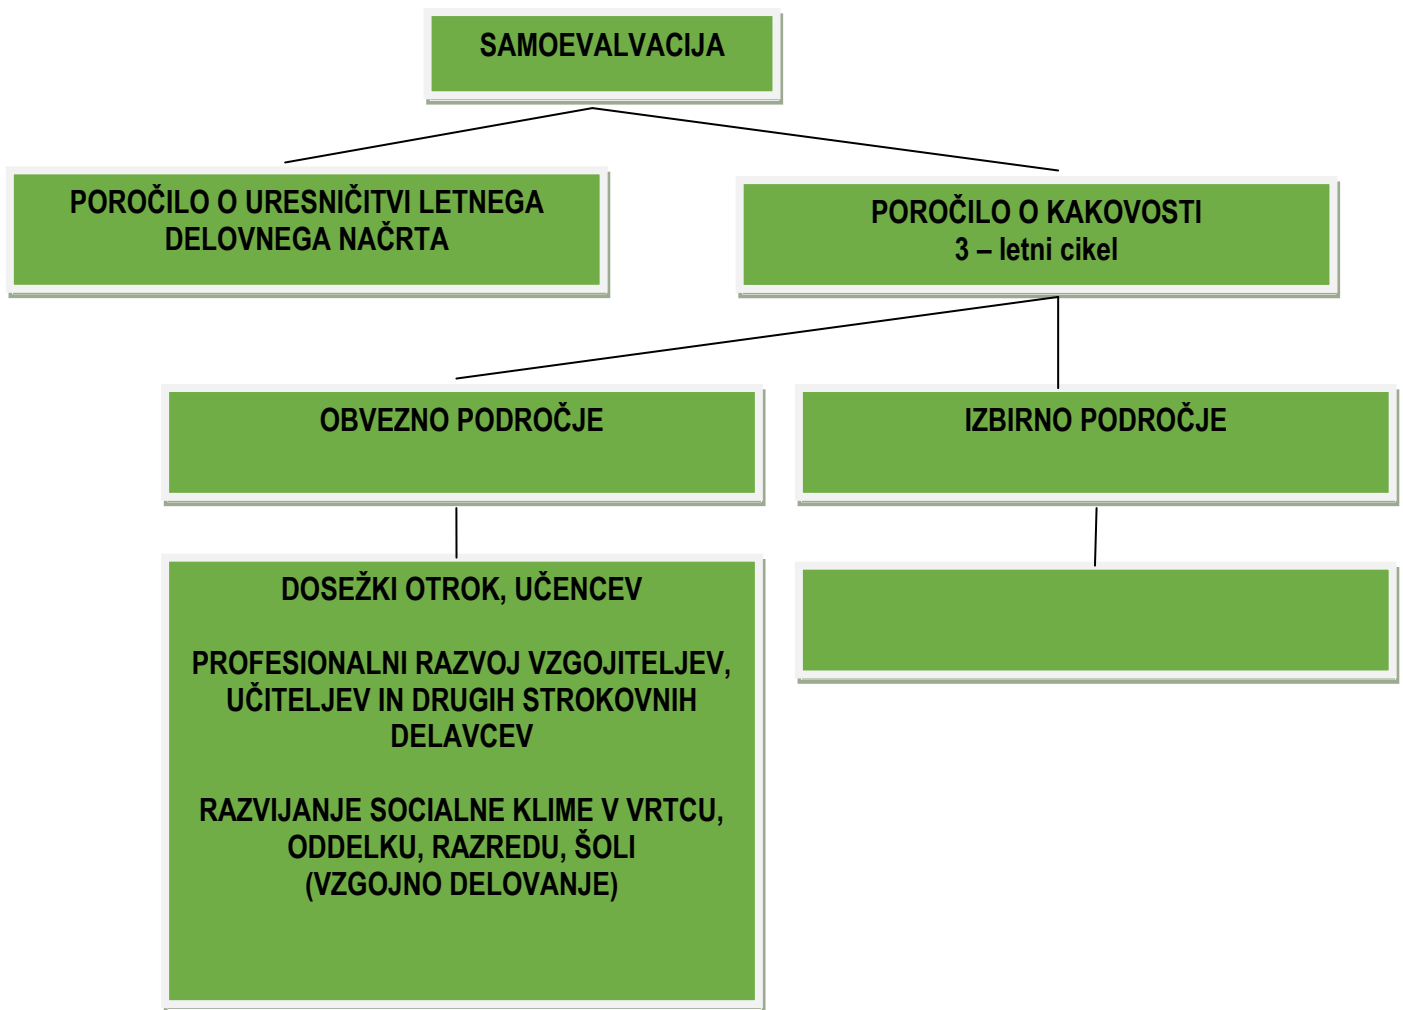 SAMOEVALVACIJA
POROČILO O URESNIČITVI LETNEGA
DELOVNEGA NAČRTA
POROČILO O KAKOVOSTI
3 – letni cikel
OBVEZNO PODROČJE
IZBIRNO PODROČJE
DOSEŽKI OTROK, UČENCEV
PROFESIONALNI RAZVOJ VZGOJITELJEV,
UČITELJEV IN DRUGIH STROKOVNIH
DELAVCEV
RAZVIJANJE SOCIALNE KLIME V VRTCU,
ODDELKU, RAZREDU, ŠOLI
(VZGOJNO DELOVANJE)